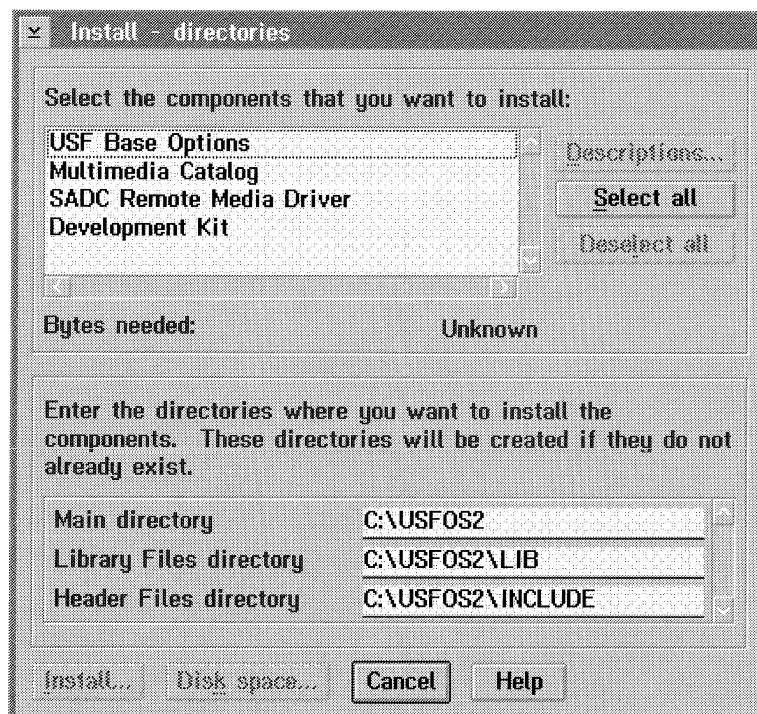 Install - directories
Select the components that you want to install:
USF Base Options
Multimedia Catalog
SADC Remote Media Driver
Development Kit
Descriptions...
Select all
Deselect all
Bytes needed: Unknown
Enter the directories where you want to install the
components. These directories will be created if they do not
already exist.
Main directory C:\USFOS2
Library Files directory C:\USFOS2\LIB
Header Files directory C:\USFOS2\INCLUDE
Install... Disk space... Cancel Help